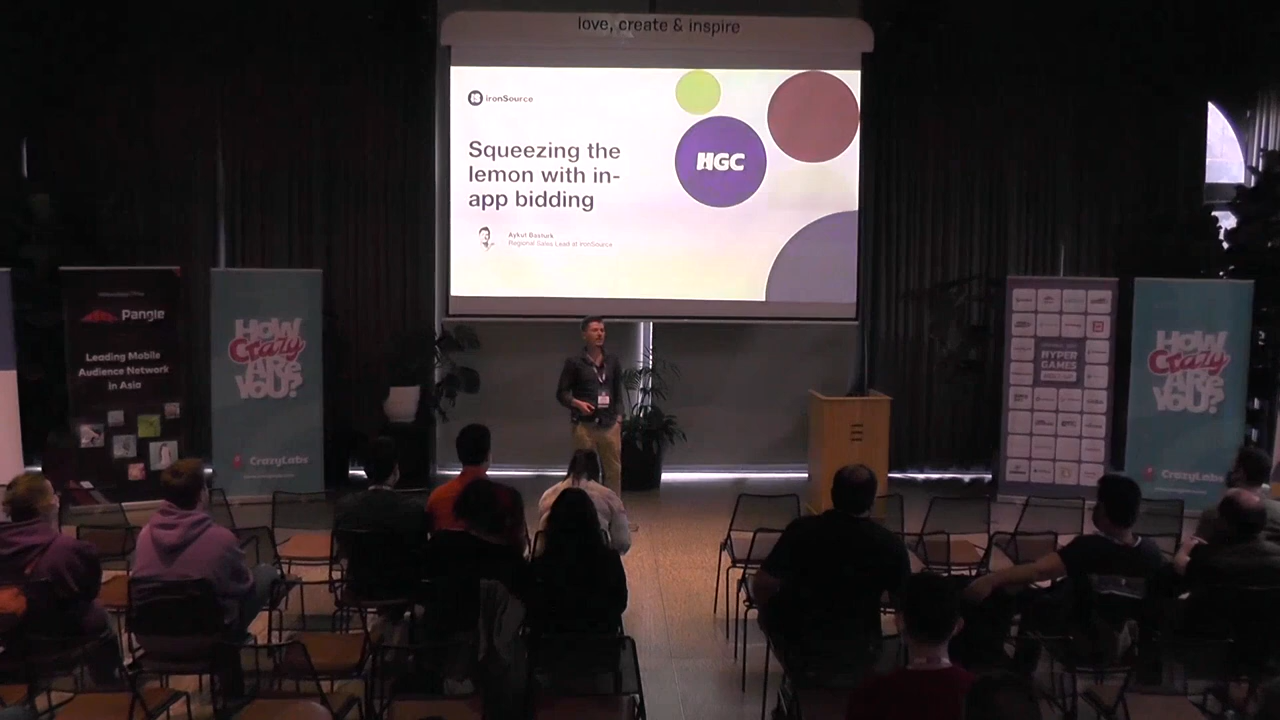 love, create & inspire
ironSource
Squeezing the
lemon with in-
app bidding
HGC
Aykut Basturk
Regional Sales Lead at ironSource
Pangle
Leading Mobile
Audience Network
in Asia
HOW
Crazy
ARe
YOU?
CrazyLabs
HYPER
GAMES
HOW
Crazy
ARe
YOU?
CrazyLabs